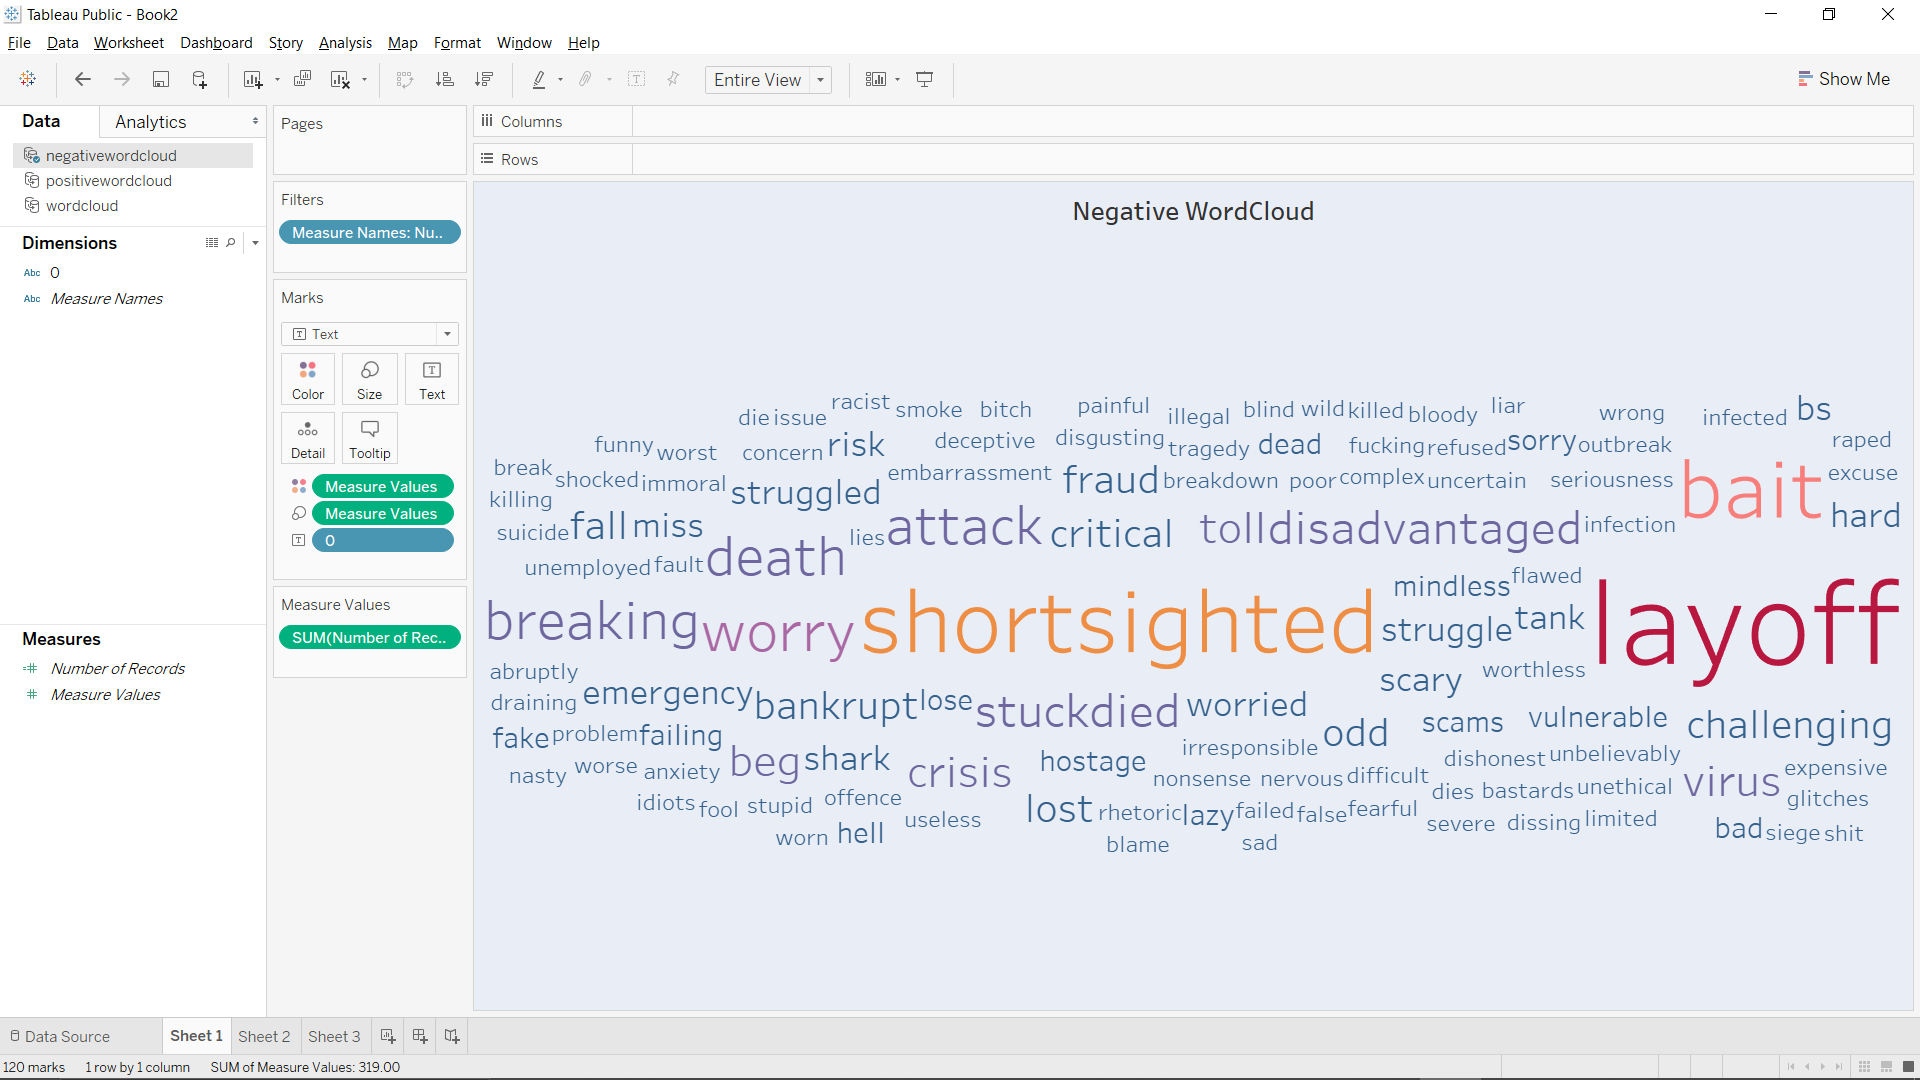 Tableau Public - Book2
File Data Worksheet Dashboard Story Analysis Map Format Window Help
Entire View
Show Me
Data Analytics
negativewordcloud
positivewordcloud
wordcloud
Dimensions
Abc 0
Abc Measure Names
Measures
Number of Records
Measure Values
Pages
Filters
Measure Names: Nu..
Marks
Text
Color Size Text
Detail Tooltip
Measure Values
Measure Values
0
Measure Values
SUM(Number of Rec..
Columns
Rows
Negative WordCloud
die issue racist smoke bitch painful illegal blind wild killed bloody liar wrong infected bs
funny worst concern risk deceptive disgusting tragedy dead fucking refused sorry outbreak raped
break shocked immoral struggled embarrassment fraud breakdown poor complex uncertain seriousness bait excuse
killing suicide fall miss lies attack critical toll disadvantaged infection hard
unemployed fault death mindless flawed
breaking worry shortsighted struggle tank layoff
abruptly scary worthless
draining emergency bankrupt lose stuck died worried odd scams vulnerable challenging
fake problem failing irresponsible dishonest unbelievably
nasty worse anxiety beg shark crisis hostage nonsense nervous difficult virus expensive
idiots fool stupid offence lost rhetoric lazy failed false fearful dies bastards unethical glitches
worn hell useless severe dissing limited bad siege shit
blame sad
Data Source Sheet 1 Sheet 2 Sheet 3
120 marks 1 row by 1 column SUM of Measure Values: 319.00